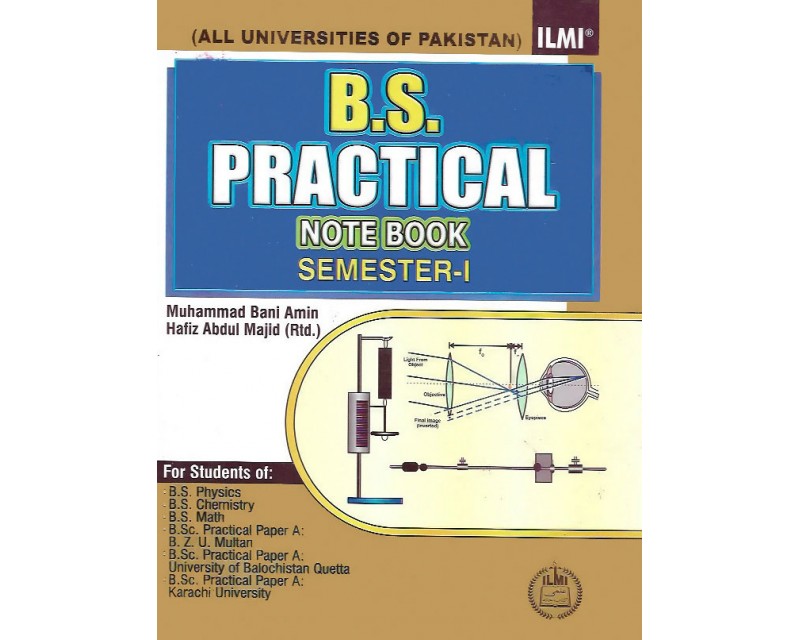 (ALL UNIVERSITIES OF PAKISTAN)
ILMI®
B.S.
PRACTICAL
NOTE BOOK
SEMESTER-I
Muhammad Bani Amin
Hafiz Abdul Majid (Rtd.)
Light From
object
Objective
Final Image
(Inverted)
Eyepiece
For Students of:
- B.S. Physics
- B.S. Chemistry
- B.S. Math
- B.Sc. Practical Paper A:
B. Z. U. Multan
- B.Sc. Practical Paper A:
University of Balochistan Quetta
- B.Sc. Practical Paper A:
Karachi University
ILMI